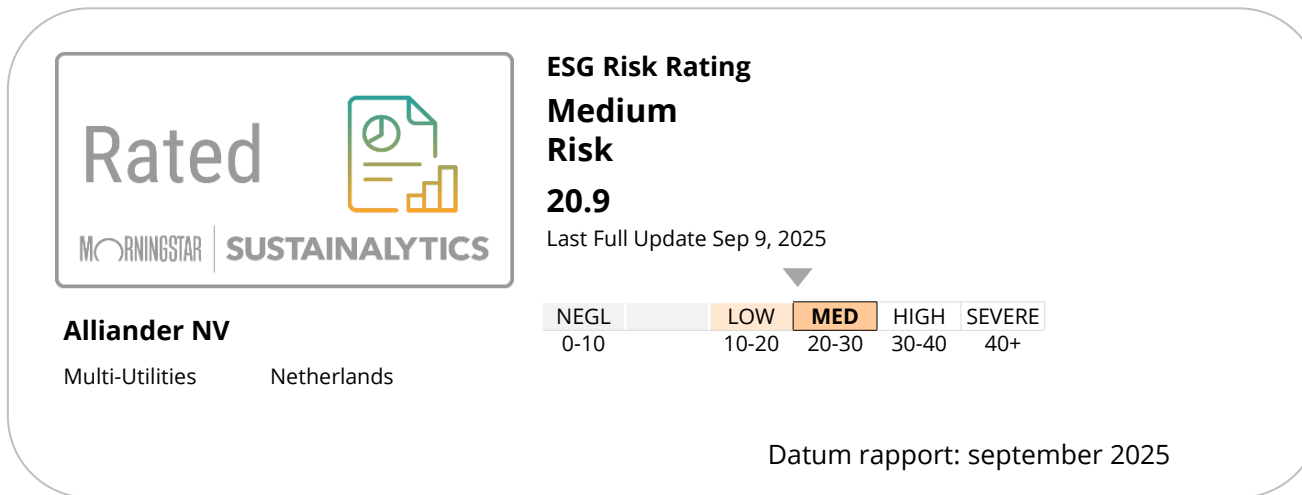 Rated
MORNINGSTAR SUSTAINALYTICS
Alliander NV
Multi-Utilities Netherlands
ESG Risk Rating
Medium
Risk
20.9
Last Full Update Sep 9, 2025
NEGL LOW MED HIGH SEVERE
0-10 10-20 20-30 30-40 40+
Datum rapport: september 2025